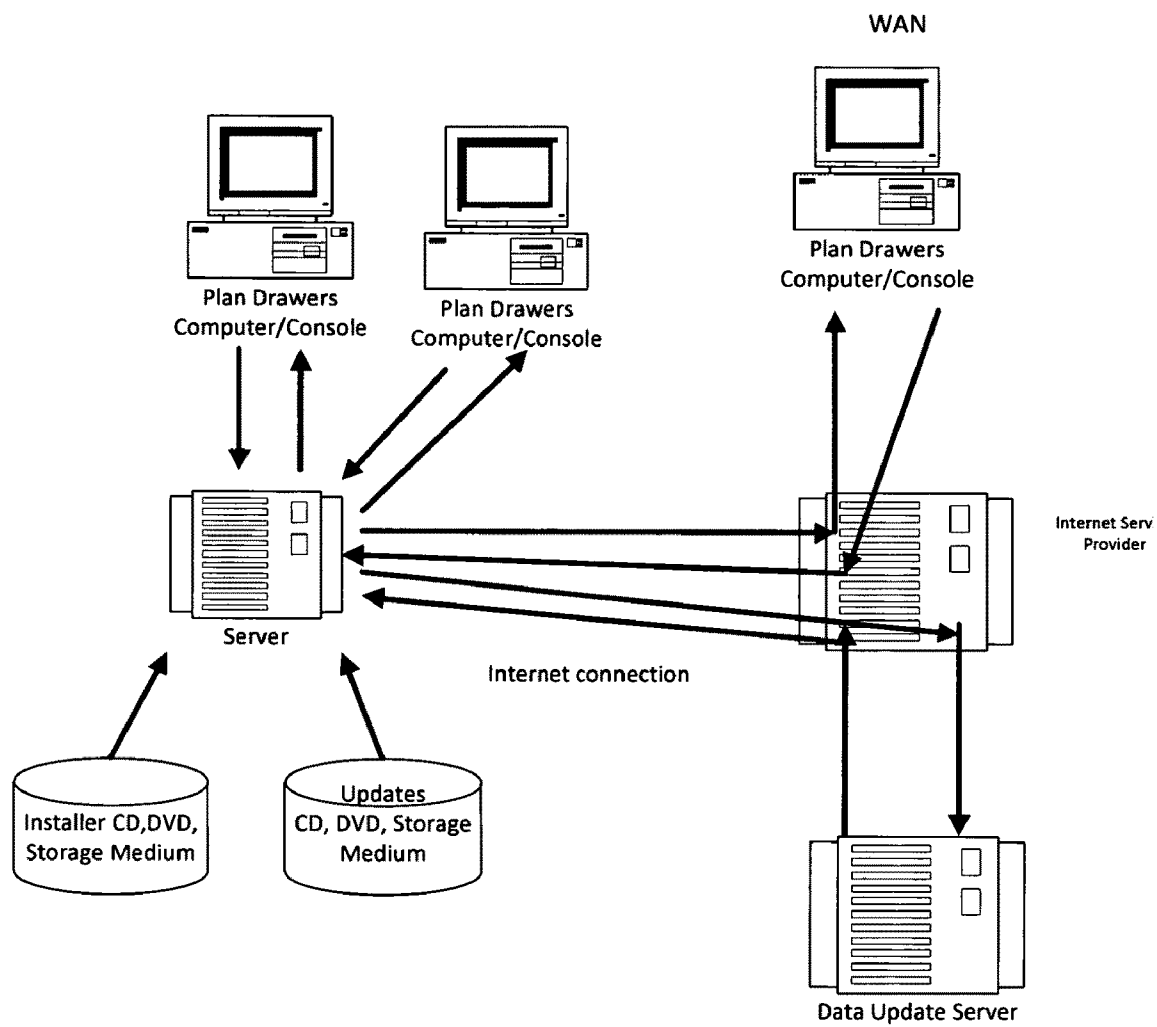 WAN
Plan Drawers
Computer/Console
Plan Drawers
Computer/Console
Plan Drawers
Computer/Console
Internet Serv
Provider
Server
Internet connection
Installer CD,DVD,
Storage Medium
Updates
CD, DVD, Storage
Medium
Data Update Server